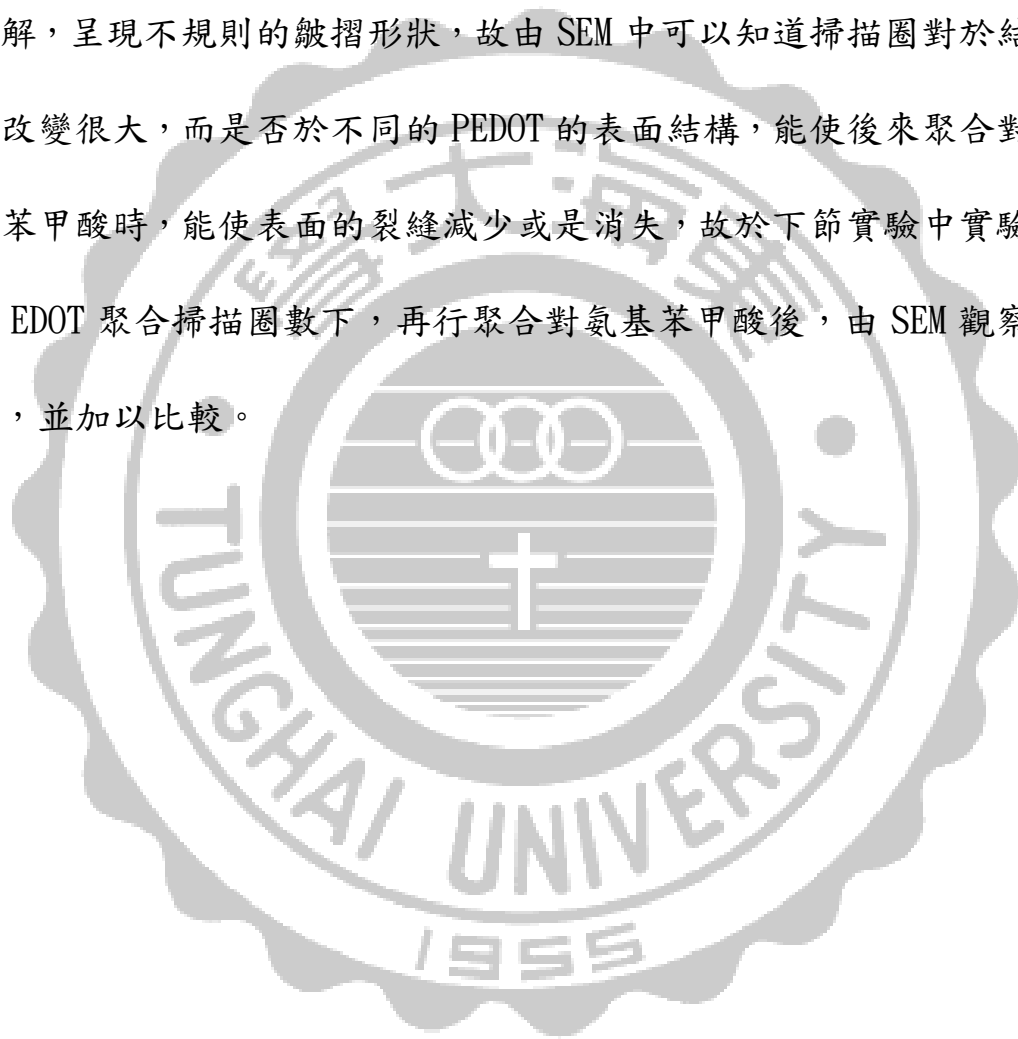 解，呈現不規則的皺摺形狀，故由 SEM 中可以知道掃描圈對於結
改變很大，而是否於不同的 PEDOT 的表面結構，能使後來聚合對
苯甲酸時，能使表面的裂縫減少或是消失，故於下節實驗中實驗
EDOT 聚合掃描圈數下，再行聚合對氨基苯甲酸後，由 SEM 觀察
，並加以比較。
學大海東
TUNGHAI UNIVERSITY
1955